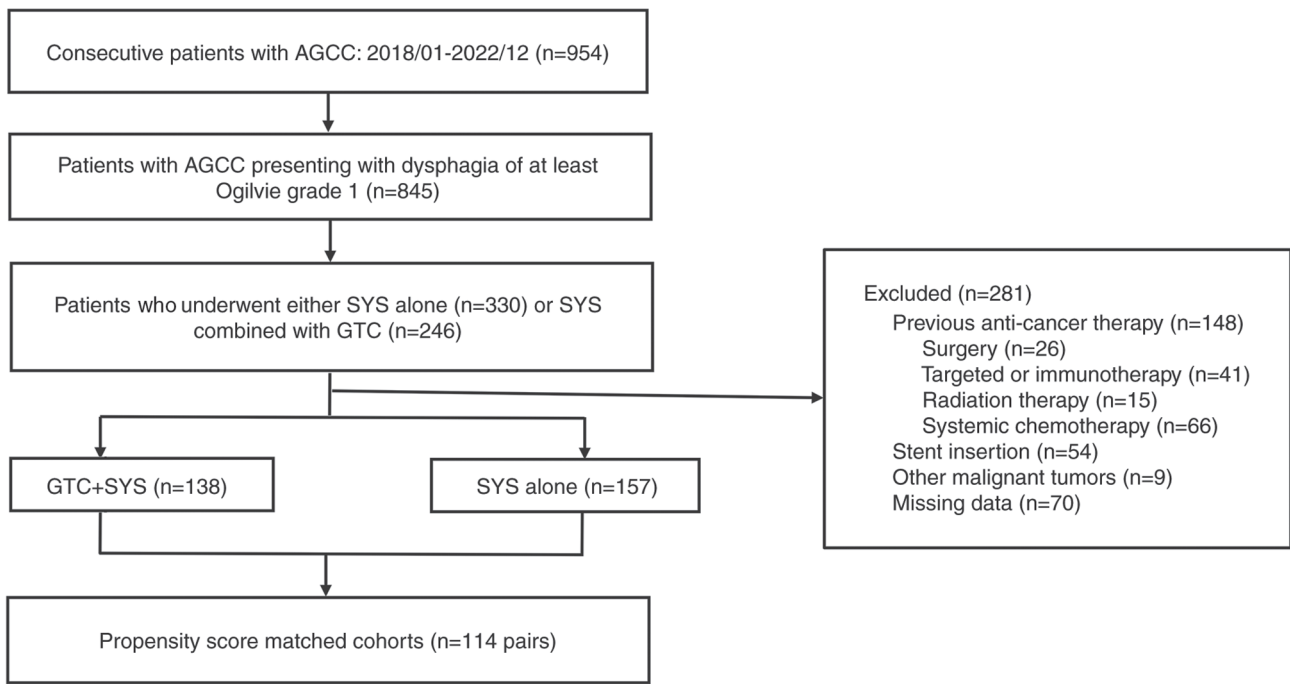 Consecutive patients with AGCC: 2018/01-2022/12 (n=954)
Patients with AGCC presenting with dysphagia of at least
Ogilvie grade 1 (n=845)
Patients who underwent either SYS alone (n=330) or SYS
combined with GTC (n=246)
Excluded (n=281)
Previous anti-cancer therapy (n=148)
Surgery (n=26)
Targeted or immunotherapy (n=41)
Radiation therapy (n=15)
Systemic chemotherapy (n=66)
Stent insertion (n=54)
Other malignant tumors (n=9)
Missing data (n=70)
GTC+SYS (n=138)
SYS alone (n=157)
Propensity score matched cohorts (n=114 pairs)